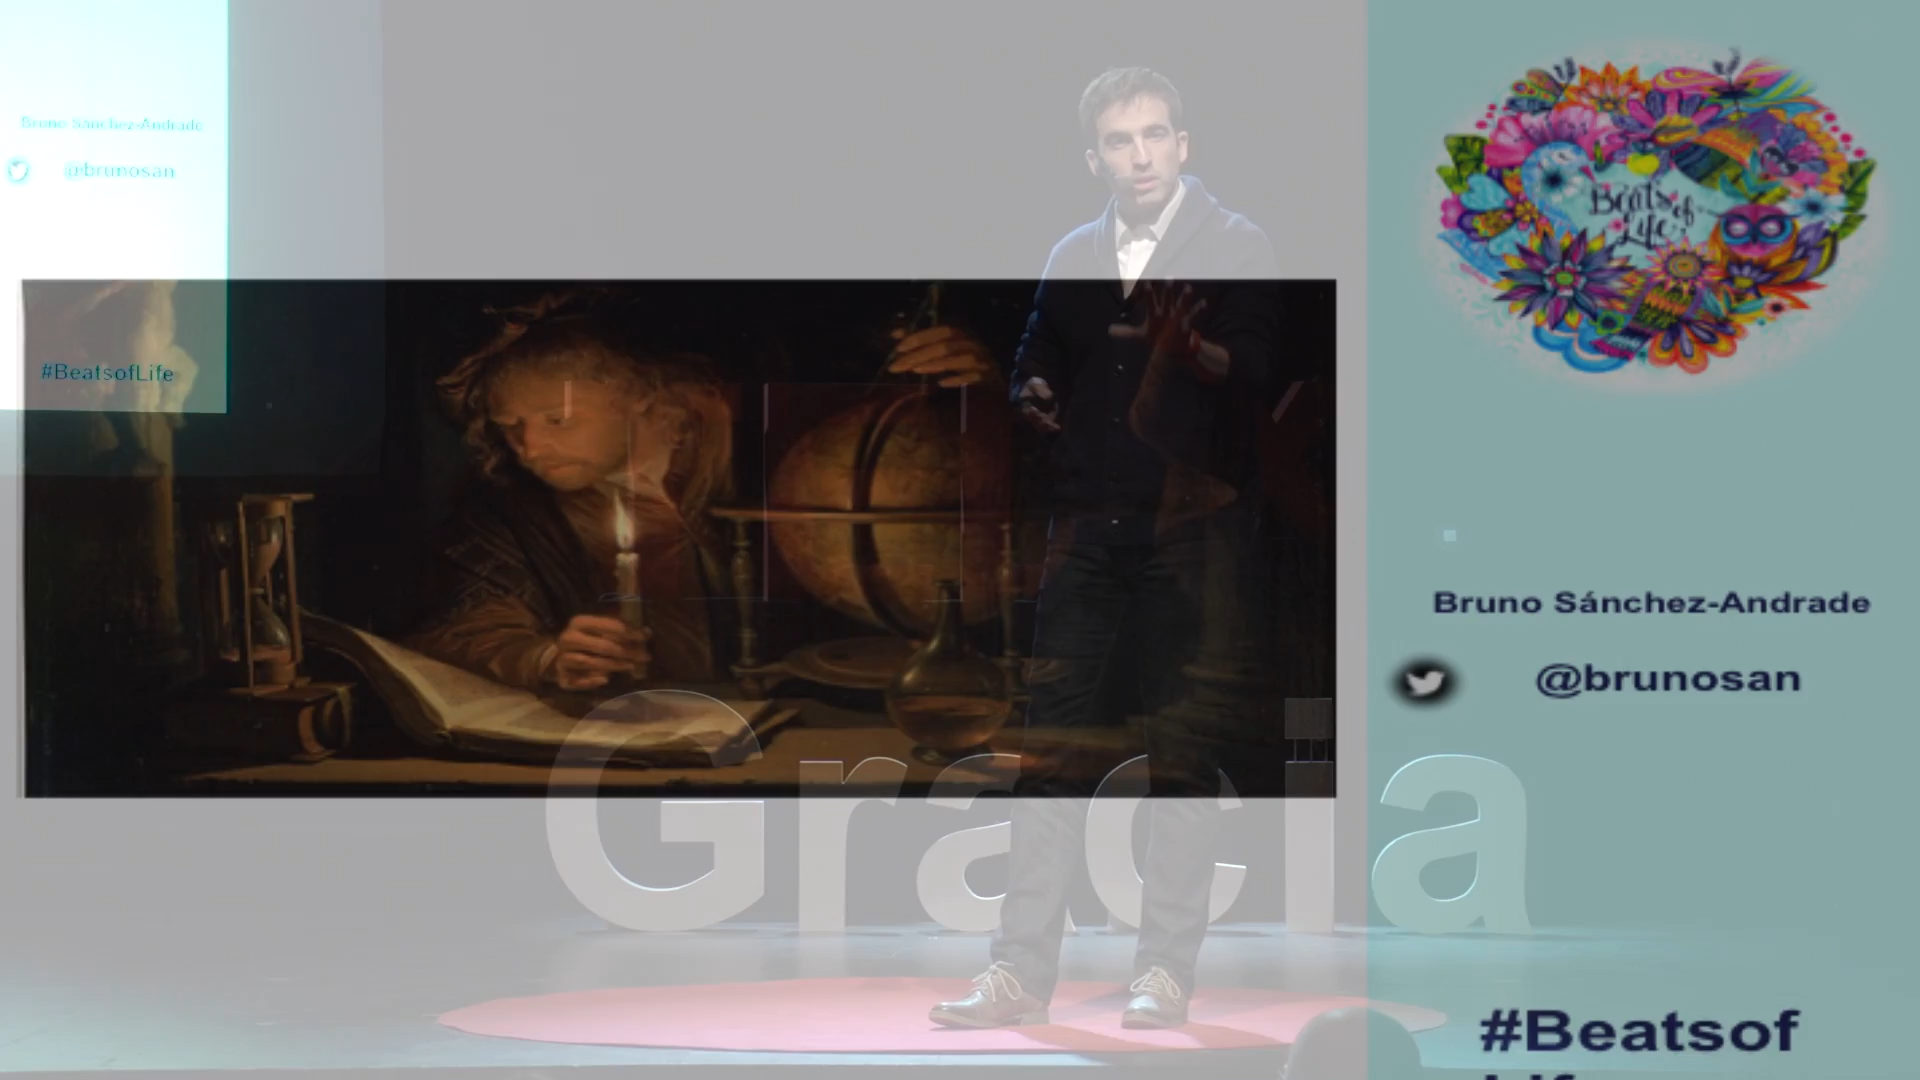 Bruno Sánchez-Andrade
@brunosan
#BeatsofLife
Beats of
Life
Bruno Sánchez-Andrade
@brunosan
Gracia
#Beatsof